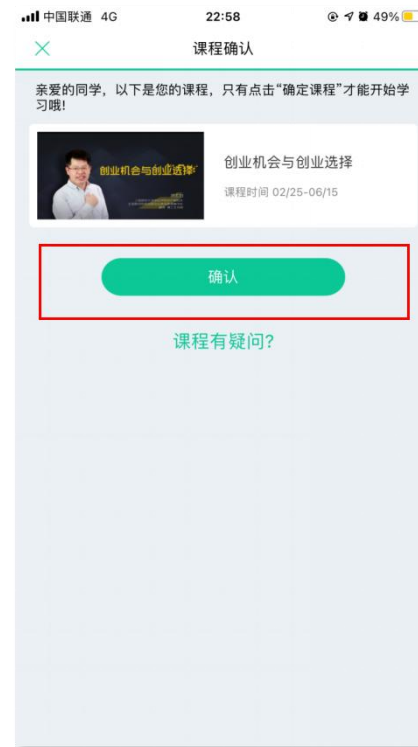 中国联通 4G 22:58 49%
课程确认
亲爱的同学，以下是您的课程，只有点击“确定课程”才能开始学
习哦!
创业机会与创业选择
创业机会与创业选择
课程时间 02/25-06/15
确认
课程有疑问?